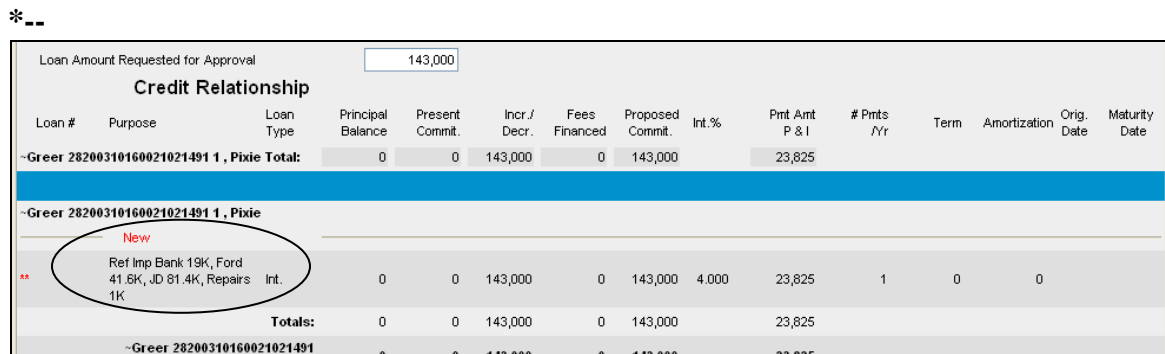 *--
Loan Amount Requested for Approval 143,000
Credit Relationship
Loan # Purpose Loan Type Principal Balance Present Commit. Incr./ Decr. Fees Financed Proposed Commit. Int.% Pmt Amt P & I # Pmts /Yr Term Amortization Orig. Date Maturity Date
~Greer 28200310160021021491 1 , Pixie Total: 0 0 143,000 0 143,000 23,825
~Greer 28200310160021021491 1 , Pixie
New
** Ref Imp Bank 19K, Ford 41.6K, JD 81.4K, Repairs 1K Int. 0 0 143,000 0 143,000 4.000 23,825 1 0 0
Totals: 0 0 143,000 0 143,000 23,825
~Greer 28200310160021021491